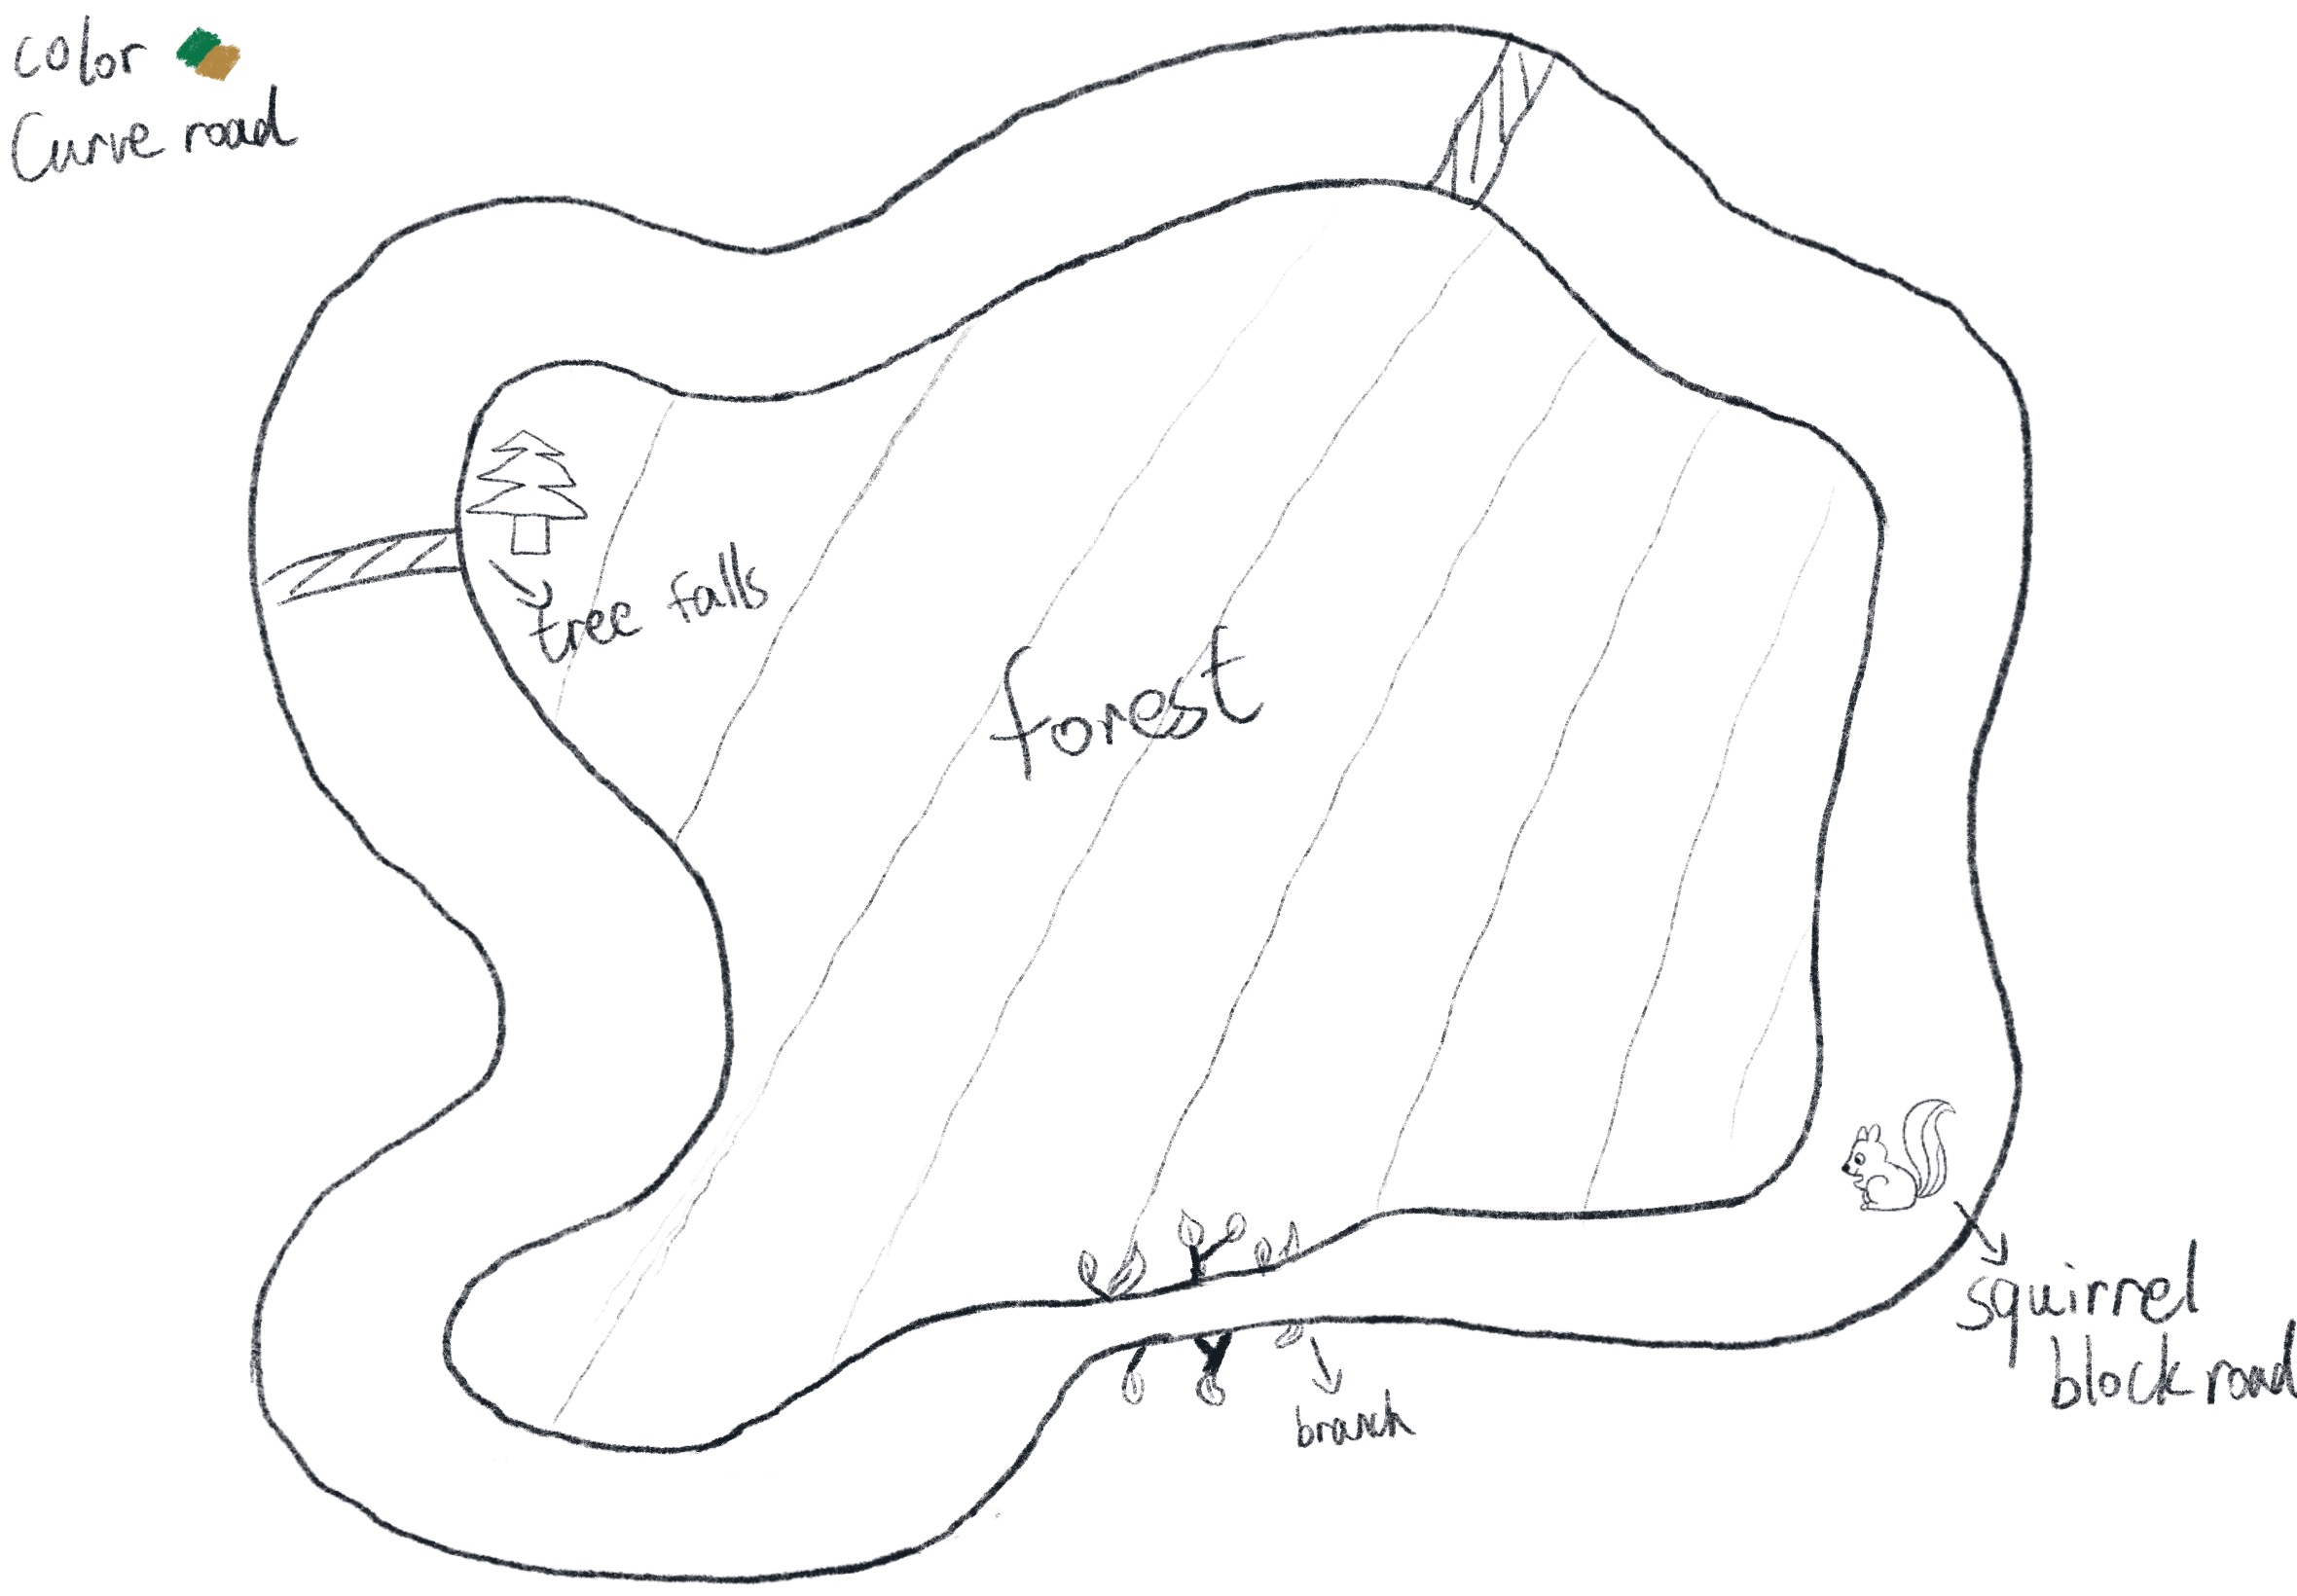 color
Curve road
tree falls
forest
squirrel
block road
branch